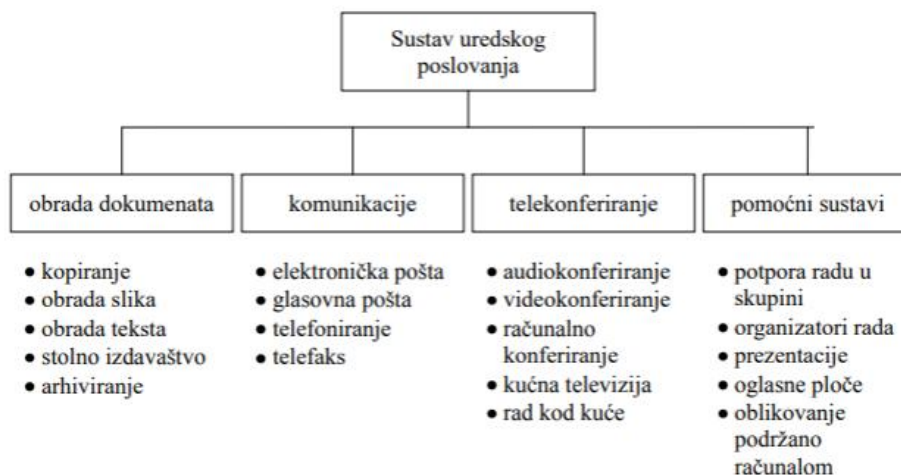 Sustav uredskog
poslovanja
obrada dokumenata
komunikacije
telekonferiranje
pomoćni sustavi
● kopiranje
● obrada slika
● obrada teksta
● stolno izdavaštvo
● arhiviranje
● elektronička pošta
● glasovna pošta
● telefoniranje
● telefaks
● audiokonferiranje
● videokonferiranje
● računalno
konferiranje
● kućna televizija
● rad kod kuće
● potpora radu u
skupini
● organizatori rada
● prezentacije
● oglasne ploče
● oblikovanje
podržano
računalom